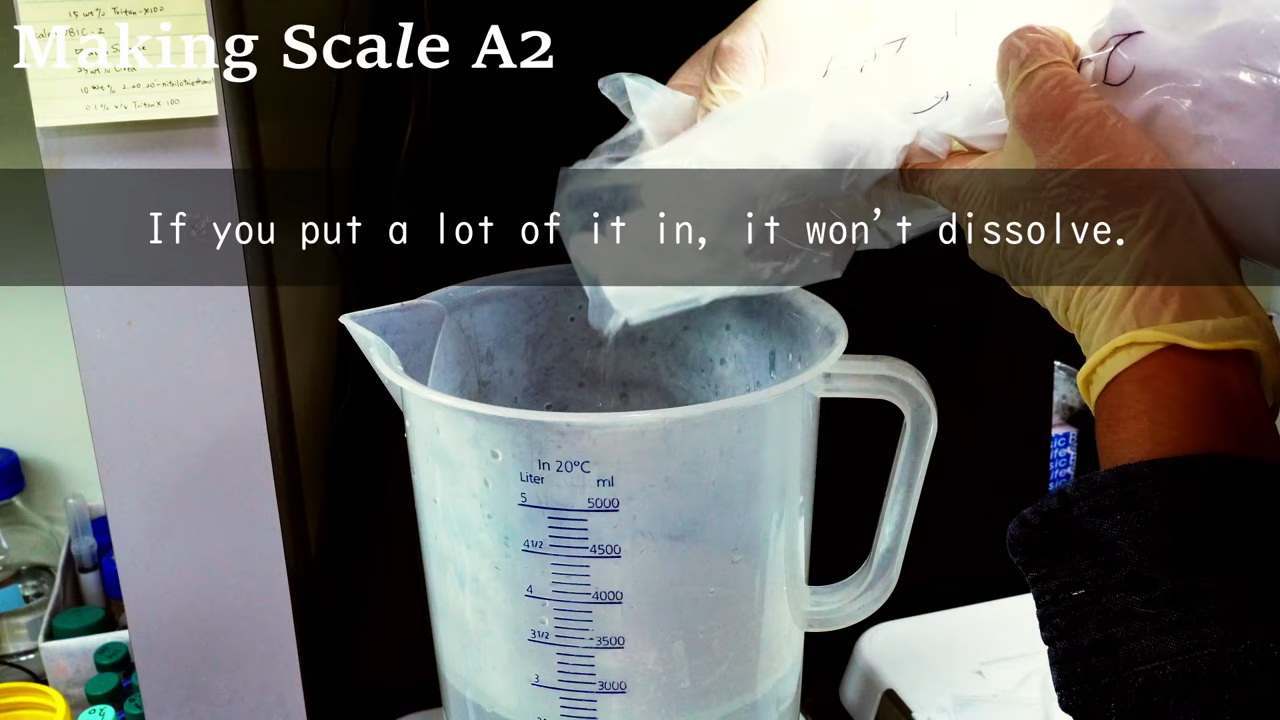 15 wt% Triton-X100
Making Scale A2
10 wt% 2.20.20'-nitrilotriethanol
0.1% v/v Triton X-100
If you put a lot of it in, it won't dissolve.
In 20°C
Liter ml
5 5000
4 1/2 4500
4 4000
3 1/2 3500
3 3000